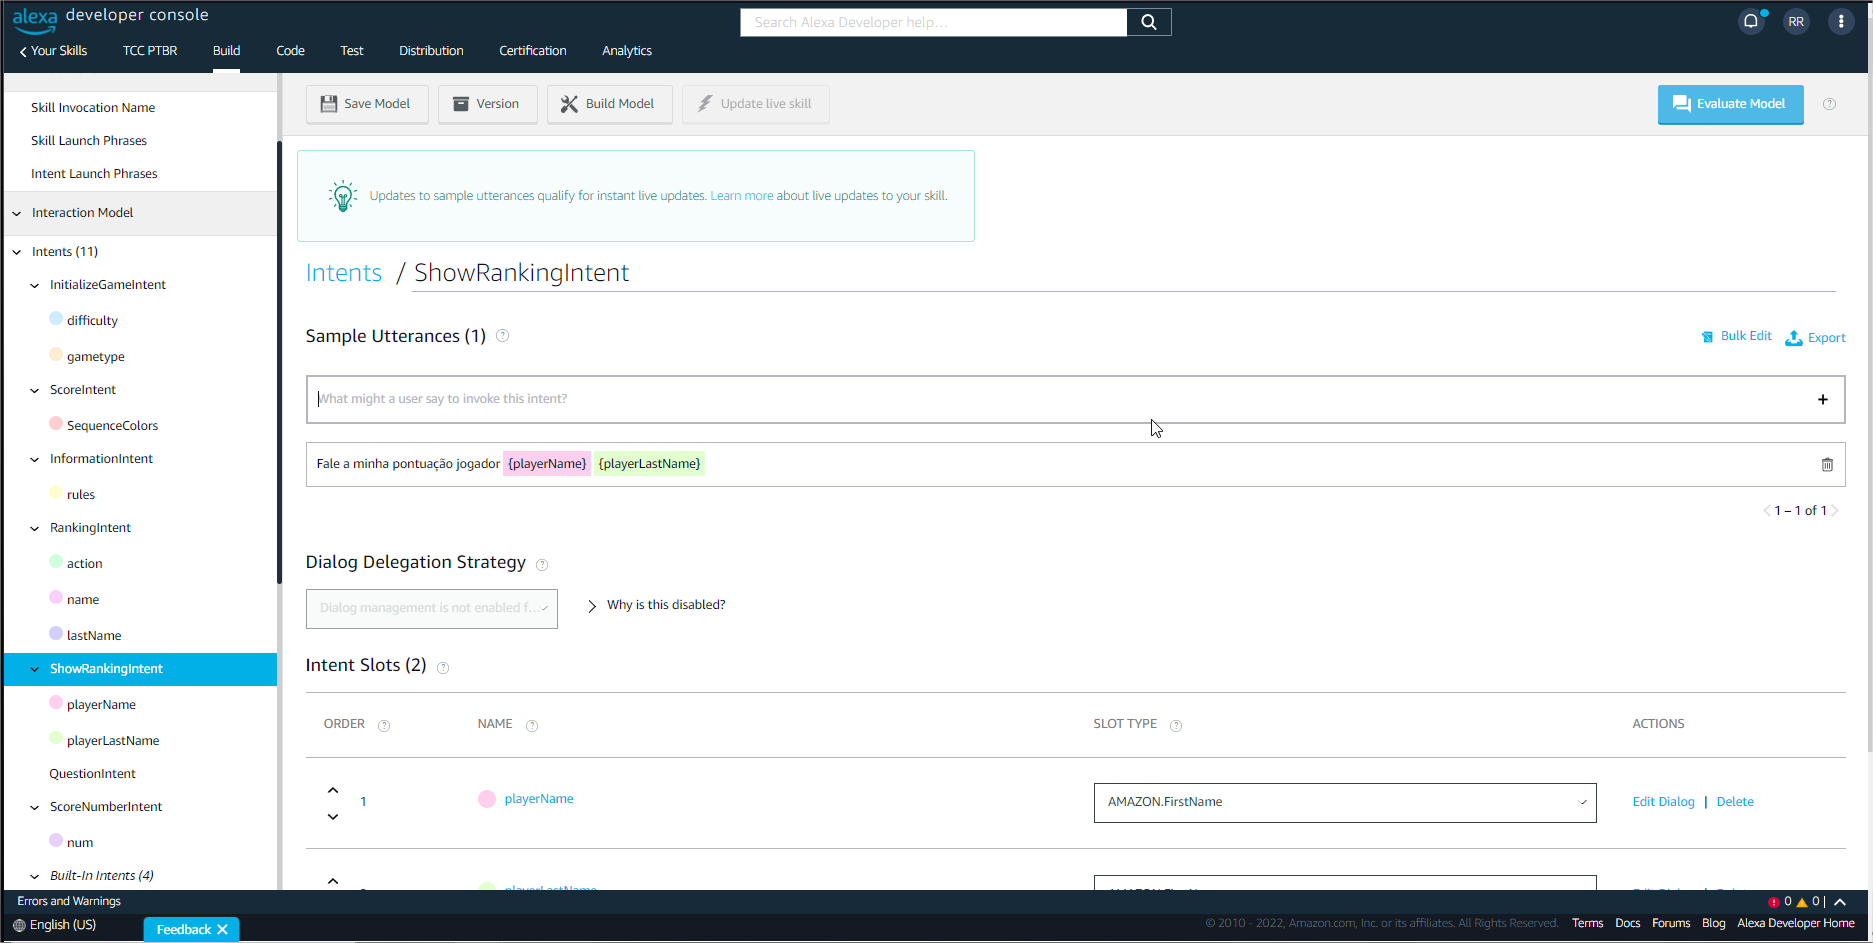 alexa developer console
Search Alexa Developer help...
RR
Your Skills TCC PTBR Build Code Test Distribution Certification Analytics
Skill Invocation Name
Skill Launch Phrases
Intent Launch Phrases
Interaction Model
Intents (11)
InitializeGameIntent
difficulty
gametype
ScoreIntent
SequenceColors
InformationIntent
rules
RankingIntent
action
name
lastName
ShowRankingIntent
playerName
playerLastName
QuestionIntent
ScoreNumberIntent
num
Built-In Intents (4)
Save Model Version Build Model Update live skill Evaluate Model ?
Updates to sample utterances qualify for instant live updates. Learn more about live updates to your skill.
Intents / ShowRankingIntent
Sample Utterances (1) ? Bulk Edit Export
What might a user say to invoke this intent? +
Fale a minha pontuação jogador {playerName} {playerLastName}
1 – 1 of 1
Dialog Delegation Strategy ?
Dialog management is not enabled f... Why is this disabled?
Intent Slots (2) ?
ORDER ? NAME ? SLOT TYPE ? ACTIONS
1 playerName AMAZON.FirstName Edit Dialog | Delete
playerLastName
Errors and Warnings ! 0 0 |
English (US) Feedback X © 2010 - 2022, Amazon.com, Inc. or its affiliates. All Rights Reserved. Terms Docs Forums Blog Alexa Developer Home